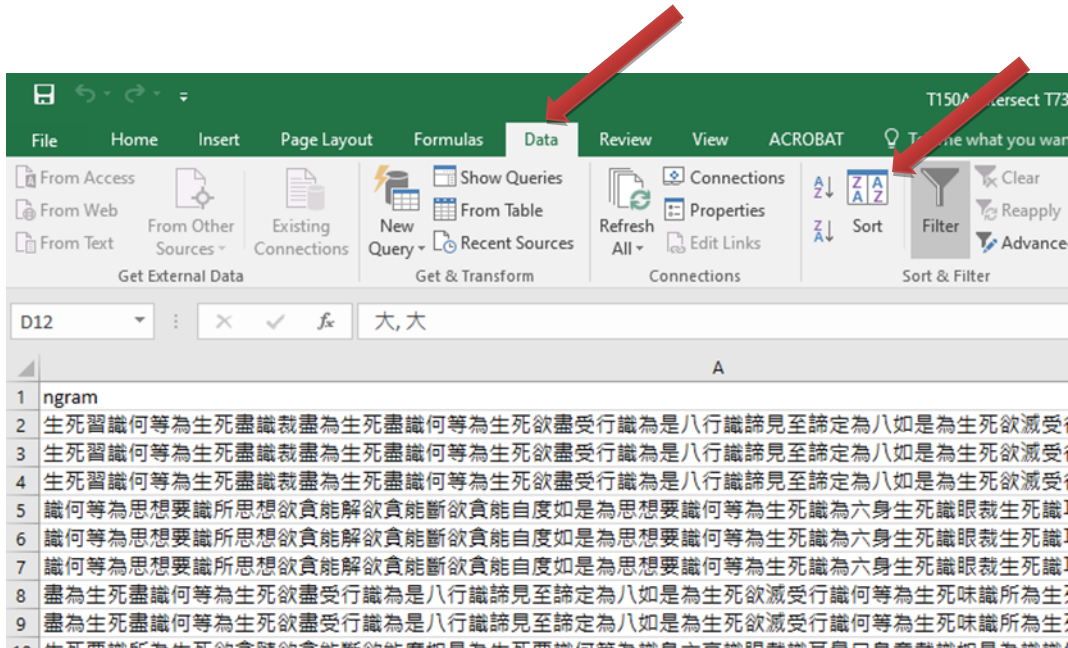 T150A intersect T73
File Home Insert Page Layout Formulas Data Review View ACROBAT what you wan
From Access
From Web
From Text
From Other Sources
Existing Connections
Get External Data
New Query
Show Queries
From Table
Recent Sources
Get & Transform
Refresh All
Connections
Properties
Edit Links
Connections
Sort
Filter
Clear
Reapply
Advance
Sort & Filter
D12 fx 大, 大
A
1 ngram
2 生死習識何等為生死盡識裁盡為生死盡識何等為生死欲盡受行識為是八行識諦見至諦定為八如是為生死欲滅受
3 生死習識何等為生死盡識裁盡為生死盡識何等為生死欲盡受行識為是八行識諦見至諦定為八如是為生死欲滅受
4 生死習識何等為生死盡識裁盡為生死盡識何等為生死欲盡受行識為是八行識諦見至諦定為八如是為生死欲滅受
5 識何等為思想要識所思想欲貪能解欲貪能斷欲貪能自度如是為思想要識何等為生死識為六身生死識眼裁生死識
6 識何等為思想要識所思想欲貪能解欲貪能斷欲貪能自度如是為思想要識何等為生死識為六身生死識眼裁生死識
7 識何等為思想要識所思想欲貪能解欲貪能斷欲貪能自度如是為思想要識何等為生死識為六身生死識眼裁生死識
8 盡為生死盡識何等為生死欲盡受行識為是八行識諦見至諦定為八如是為生死欲滅受行識何等為生死味識所為生
9 盡為生死盡識何等為生死欲盡受行識為是八行識諦見至諦定為八如是為生死欲滅受行識何等為生死味識所為生